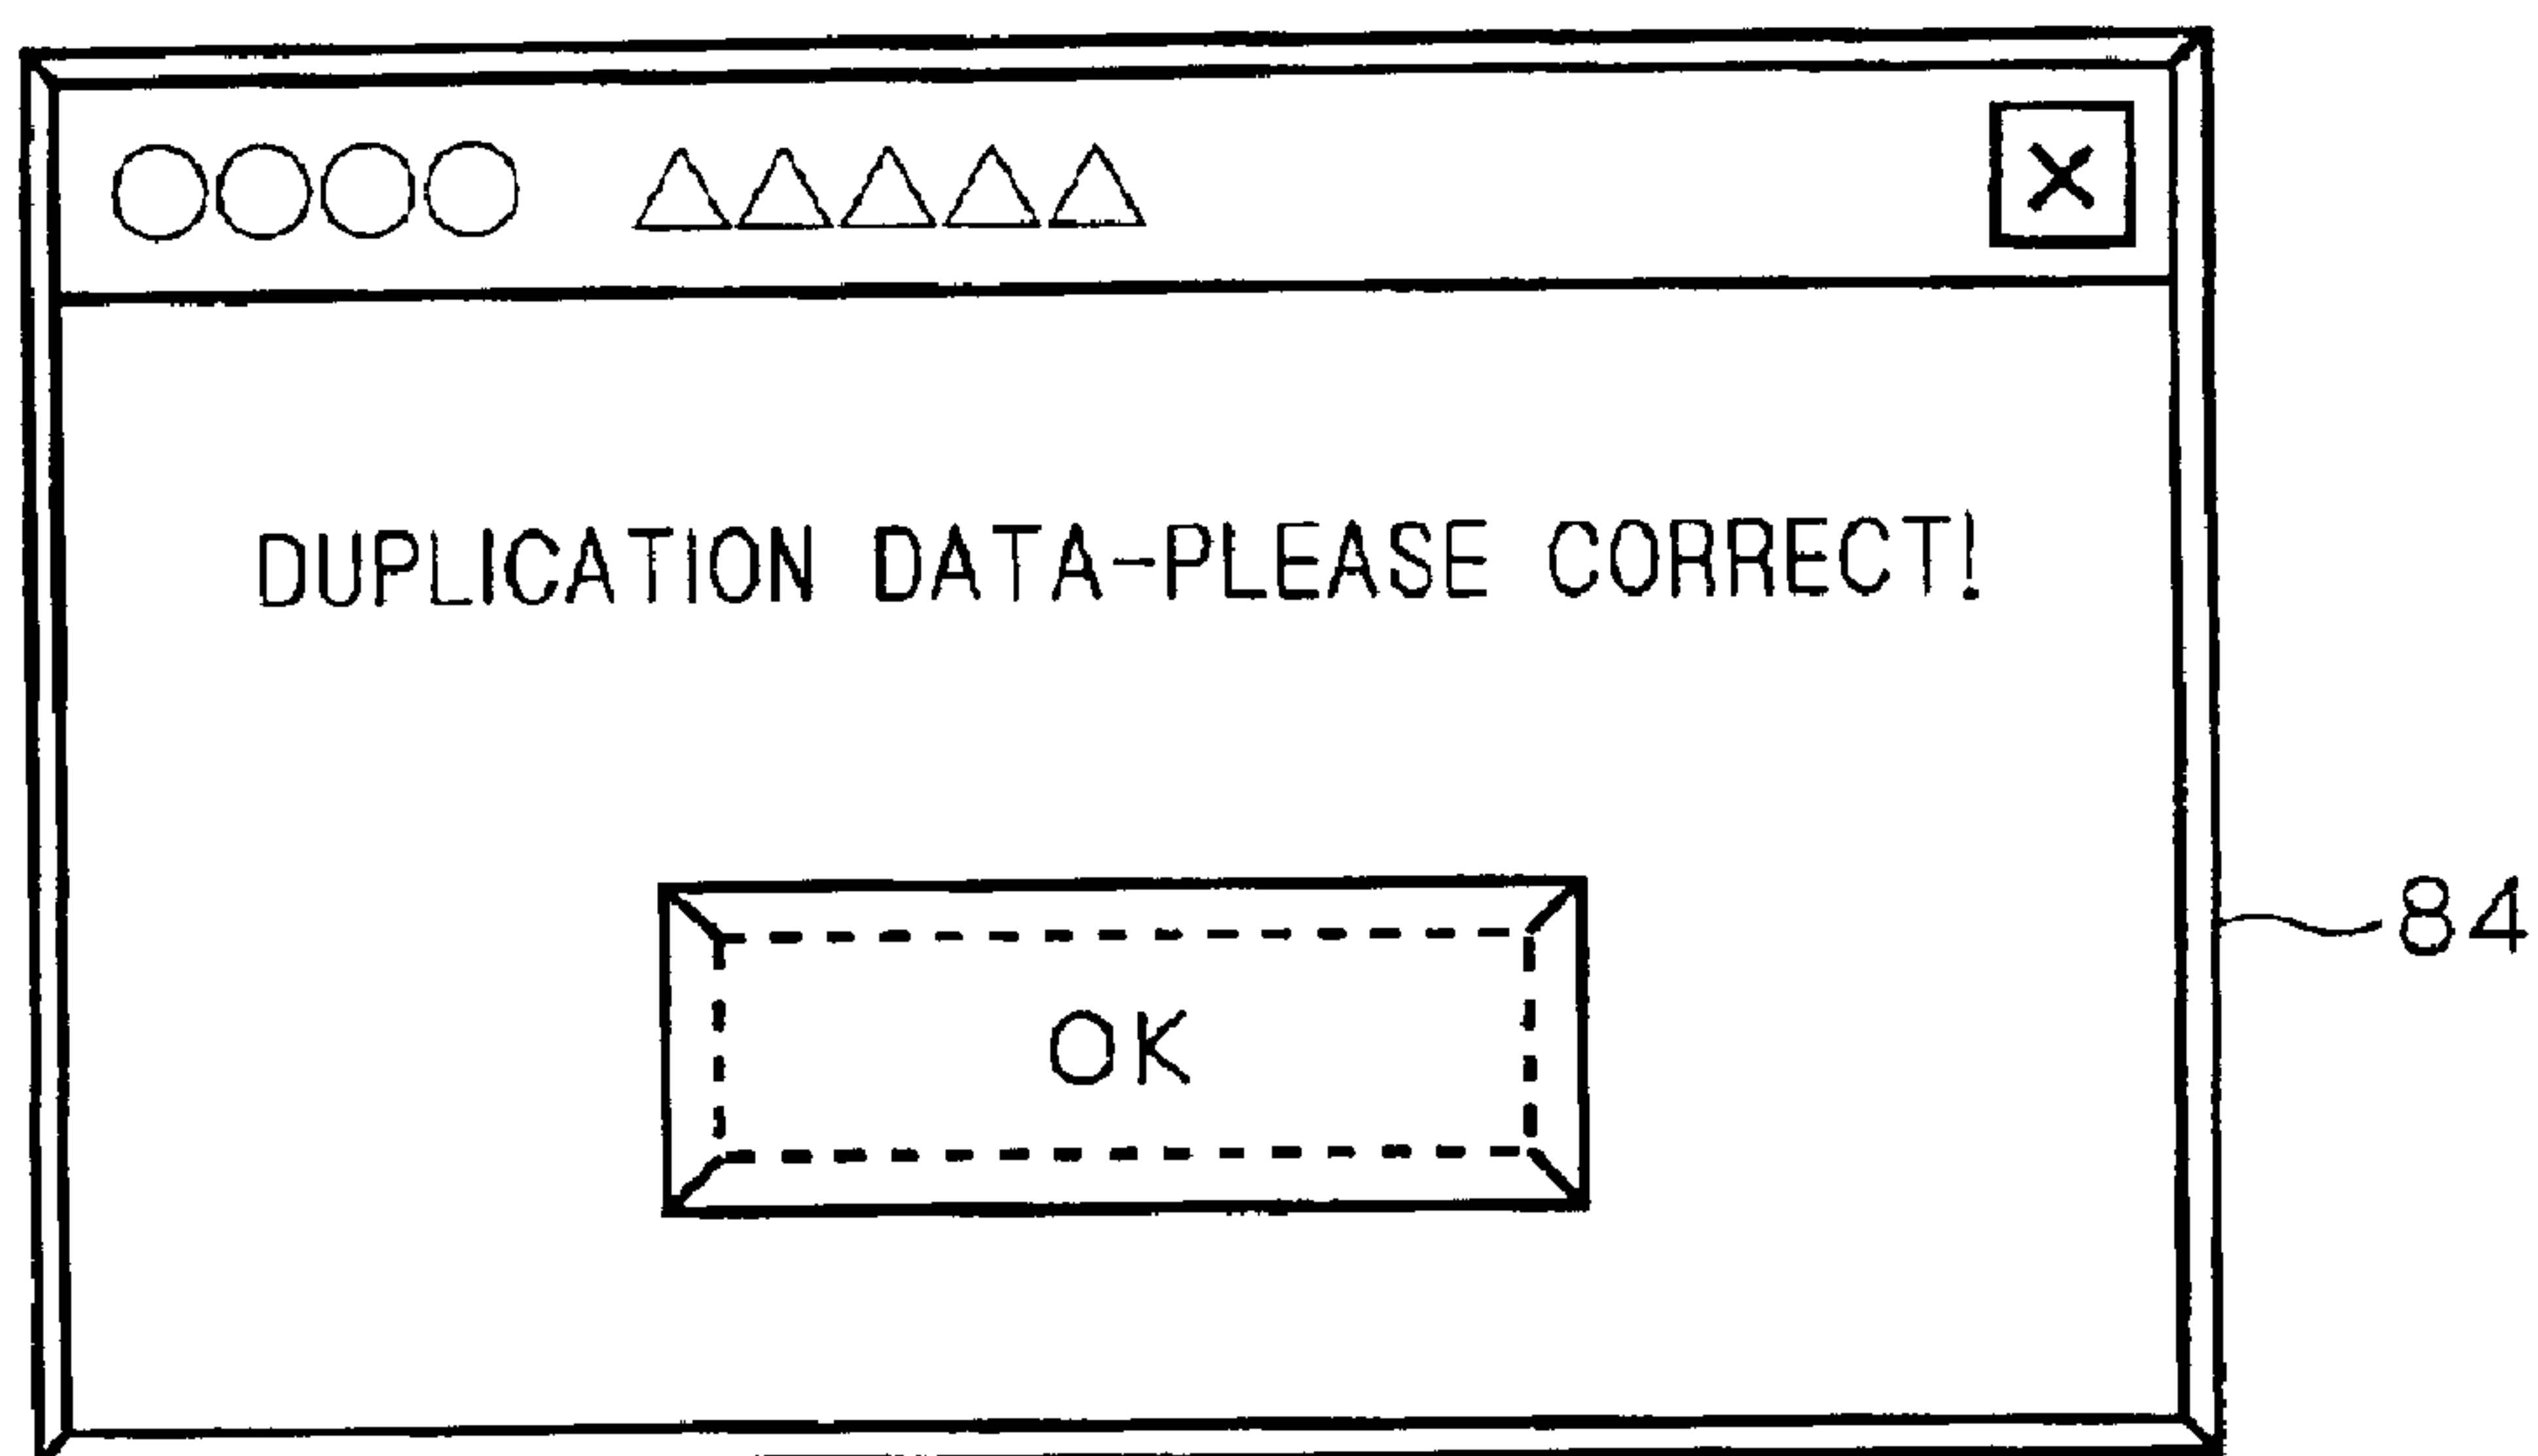 ○○○○ △△△△△ ×
DUPLICATION DATA-PLEASE CORRECT!
84
OK